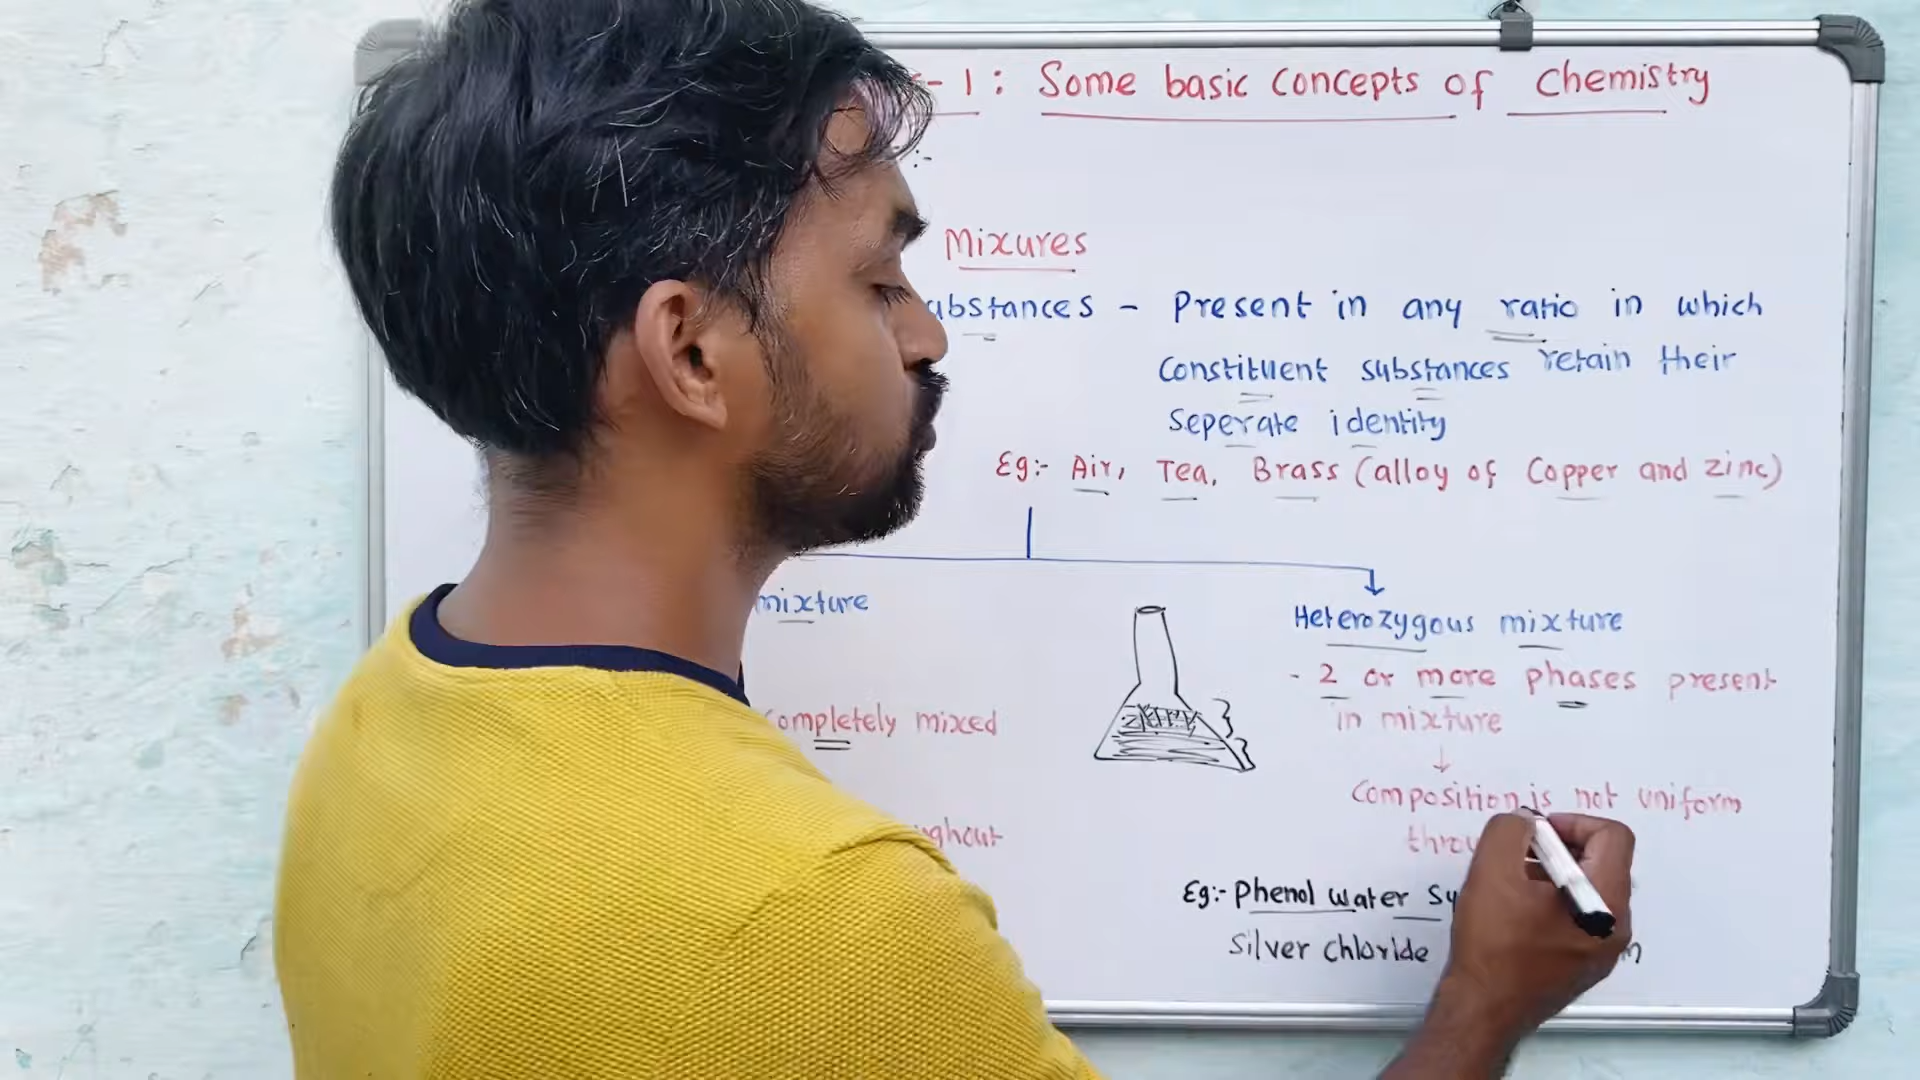 - 1 : Some basic concepts of chemistry
Mixures
ubstances - Present in any ratio in which
Constituent substances retain their
Seperate identity
Eg:- Air, Tea, Brass (alloy of Copper and zinc)
mixture
Heterozygous mixture
- 2 or more phases present
in mixture
completely mixed
Composition is not uniform
ghout
throu
Eg:- Phenol water Sy
Silver chloride